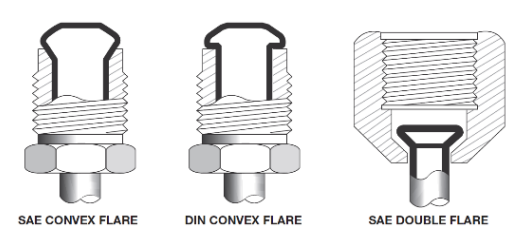 SAE CONVEX FLARE
DIN CONVEX FLARE
SAE DOUBLE FLARE